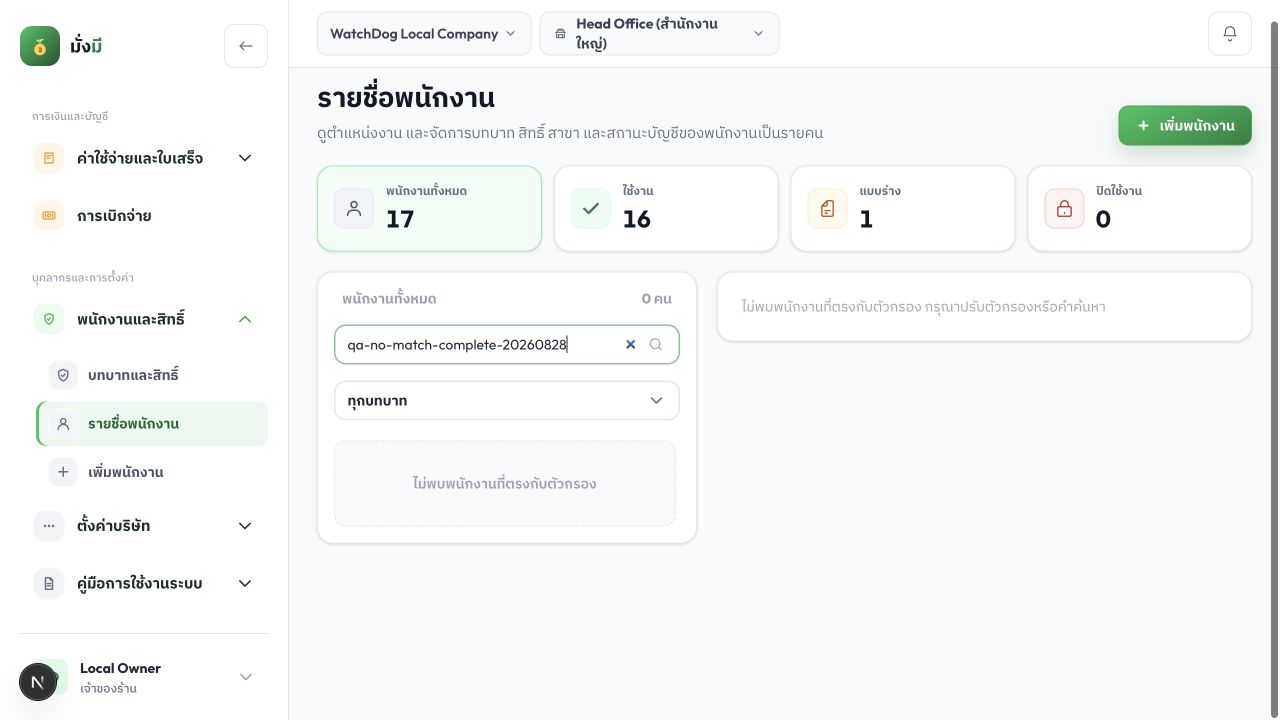 มั่งมี
WatchDog Local Company
Head Office (สำนักงาน
ใหญ่)
การเงินและบัญชี
ค่าใช้จ่ายและใบเสร็จ
การเบิกจ่าย
บุคลากรและการตั้งค่า
พนักงานและสิทธิ์
บทบาทและสิทธิ์
รายชื่อพนักงาน
เพิ่มพนักงาน
ตั้งค่าบริษัท
คู่มือการใช้งานระบบ
N
Local Owner
เจ้าของร้าน
รายชื่อพนักงาน
ดูตำแหน่งงาน และจัดการบทบาท สิทธิ์ สาขา และสถานะบัญชีของพนักงานเป็นรายคน
เพิ่มพนักงาน
พนักงานทั้งหมด
17
ใช้งาน
16
แบบร่าง
1
ปิดใช้งาน
0
พนักงานทั้งหมด 0 คน
qa-no-match-complete-20260828
ทุกบทบาท
ไม่พบพนักงานที่ตรงกับตัวกรอง
ไม่พบพนักงานที่ตรงกับตัวกรอง กรุณาปรับตัวกรองหรือคำค้นหา